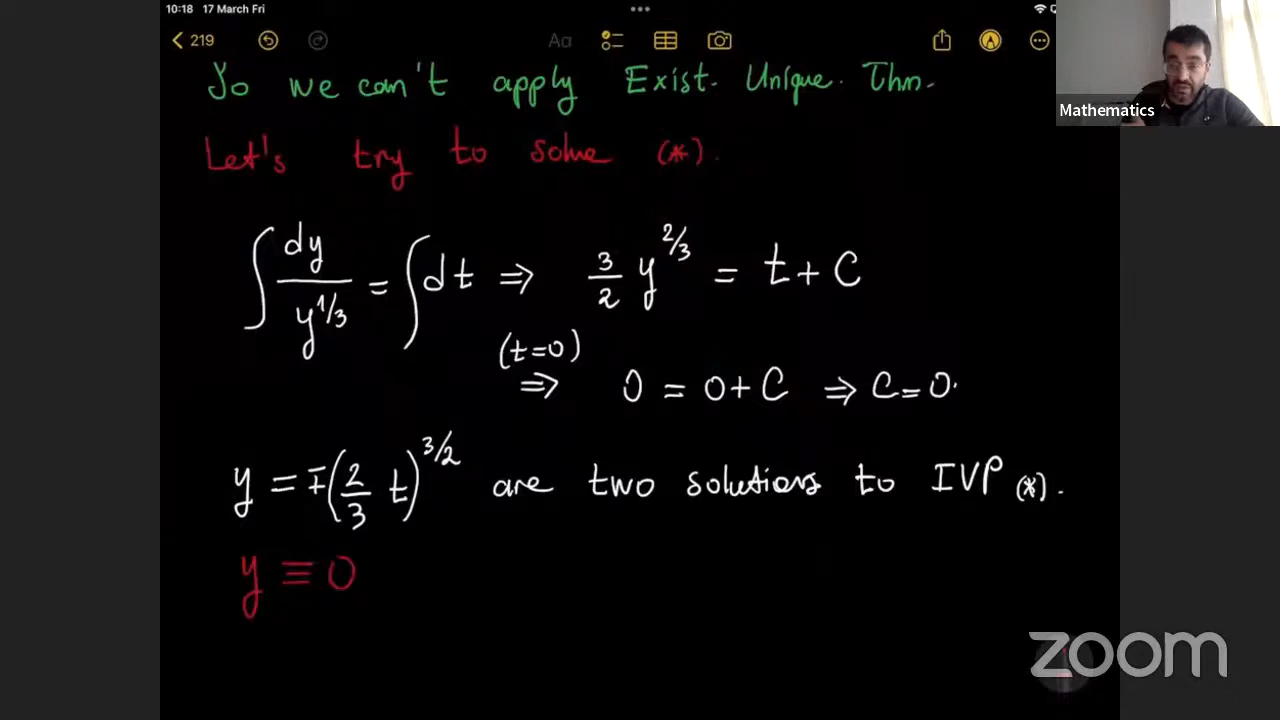 10:18 17 March Fri
219
Aa
So we can't apply Exist. Unique. Thm.
Mathematics
Let's try to solve (*).
∫ dy/y^{1/3} = ∫ dt ⇒ 3/2 y^{2/3} = t + C
(t=0)
⇒ 0 = 0 + C ⇒ C = 0.
y = ∓(2/3 t)^{3/2} are two solutions to IVP (*).
y ≡ 0
zoom